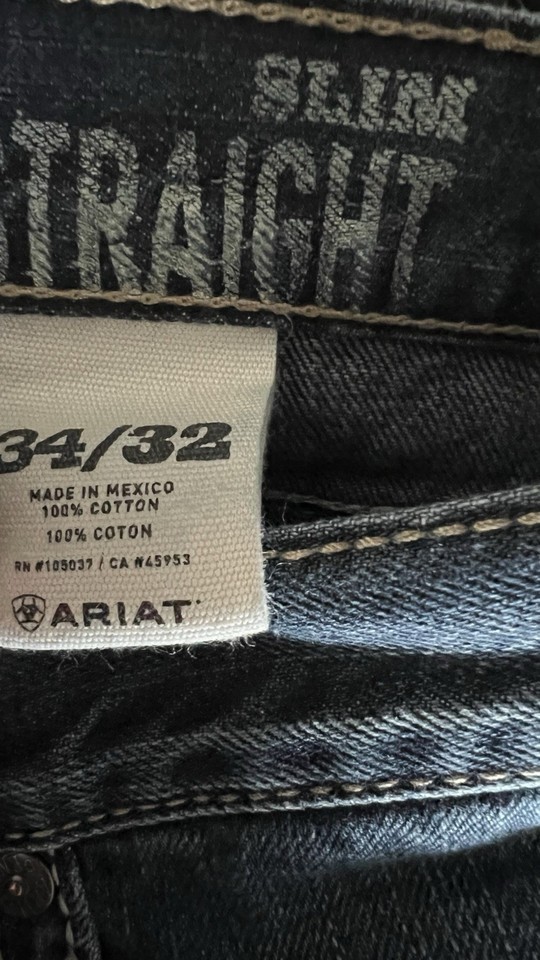 SLIM
STRAIGHT
34/32
MADE IN MEXICO
100% COTTON
100% COTON
RN #105037 / CA #45953
ARIAT